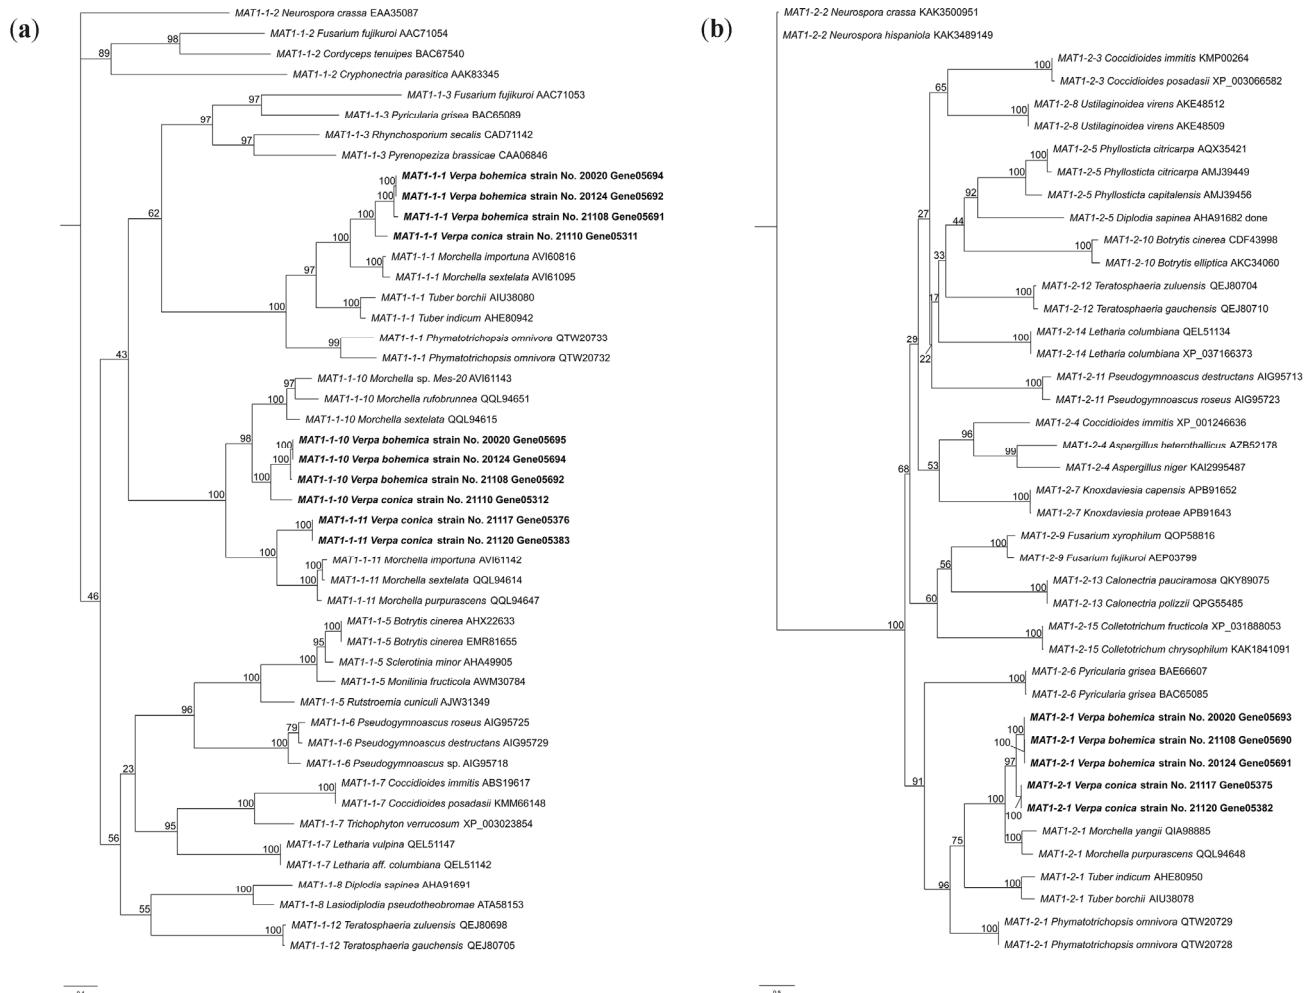 (a)
MAT1-1-2 Neurospora crassa EAA35087
98
MAT1-1-2 Fusarium fujikuroi AAC71054
89
MAT1-1-2 Cordyceps tenuipes BAC67540
MAT1-1-2 Cryphonectria parasitica AAK83345
97
MAT1-1-3 Fusarium fujikuroi AAC71053
97
MAT1-1-3 Pyricularia grisea BAC65089
97
MAT1-1-3 Rhynchosporium secalis CAD71142
MAT1-1-3 Pyrenopeziza brassicae CAA06846
100
MAT1-1-1 Verpa bohemica strain No. 20020 Gene05694
100
MAT1-1-1 Verpa bohemica strain No. 20124 Gene05692
62
100
MAT1-1-1 Verpa bohemica strain No. 21108 Gene05691
100
MAT1-1-1 Verpa conica strain No. 21110 Gene05311
100
MAT1-1-1 Morchella importuna AVI60816
97
MAT1-1-1 Morchella sextelata AVI61095
100
MAT1-1-1 Tuber borchii AIU38080
100
MAT1-1-1 Tuber indicum AHE80942
99
MAT1-1-1 Phymatotrichopsis omnivora QTW20733
43
MAT1-1-1 Phymatotrichopsis omnivora QTW20732
97
MAT1-1-10 Morchella sp. Mes-20 AVI61143
100
MAT1-1-10 Morchella rufobrunnea QQL94651
MAT1-1-10 Morchella sextelata QQL94615
98
100
MAT1-1-10 Verpa bohemica strain No. 20020 Gene05695
100
MAT1-1-10 Verpa bohemica strain No. 20124 Gene05694
100
MAT1-1-10 Verpa bohemica strain No. 21108 Gene05692
100
MAT1-1-10 Verpa conica strain No. 21110 Gene05312
100
MAT1-1-11 Verpa conica strain No. 21117 Gene05376
MAT1-1-11 Verpa conica strain No. 21120 Gene05383
100
100
MAT1-1-11 Morchella importuna AVI61142
100
MAT1-1-11 Morchella sextelata QQL94614
46
MAT1-1-11 Morchella purpurascens QQL94647
100
MAT1-1-5 Botrytis cinerea AHX22633
95
MAT1-1-5 Botrytis cinerea EMR81655
MAT1-1-5 Sclerotinia minor AHA49905
100
MAT1-1-5 Monilinia fructicola AWM30784
MAT1-1-5 Rutstroemia cuniculi AJW31349
96
79
MAT1-1-6 Pseudogymnoascus roseus AIG95725
100
MAT1-1-6 Pseudogymnoascus destructans AIG95729
MAT1-1-6 Pseudogymnoascus sp. AIG95718
23
100
MAT1-1-7 Coccidioides immitis ABS19617
100
MAT1-1-7 Coccidioides posadasii KMM66148
95
MAT1-1-7 Trichophyton verrucosum XP_003023854
56
100
MAT1-1-7 Letharia vulpina QEL51147
MAT1-1-7 Letharia aff. columbiana QEL51142
100
MAT1-1-8 Diplodia sapinea AHA91691
55
MAT1-1-8 Lasiodiplodia pseudotheobromae ATA58153
100
MAT1-1-12 Teratosphaeria zuluensis QEJ80698
MAT1-1-12 Teratosphaeria gauchensis QEJ80705
0.4
(b)
MAT1-2-2 Neurospora crassa KAK3500951
MAT1-2-2 Neurospora hispaniola KAK3489149
100
MAT1-2-3 Coccidioides immitis KMP00264
65
MAT1-2-3 Coccidioides posadasii XP_003066582
100
MAT1-2-8 Ustilaginoidea virens AKE48512
MAT1-2-8 Ustilaginoidea virens AKE48509
100
MAT1-2-5 Phyllosticta citricarpa AQX35421
100
MAT1-2-5 Phyllosticta citricarpa AMJ39449
92
MAT1-2-5 Phyllosticta capitalensis AMJ39456
27
44
MAT1-2-5 Diplodia sapinea AHA91682 done
100
MAT1-2-10 Botrytis cinerea CDF43998
33
MAT1-2-10 Botrytis elliptica AKC34060
100
MAT1-2-12 Teratosphaeria zuluensis QEJ80704
17
MAT1-2-12 Teratosphaeria gauchensis QEJ80710
29
100
MAT1-2-14 Letharia columbiana QEL51134
22
MAT1-2-14 Letharia columbiana XP_037166373
100
MAT1-2-11 Pseudogymnoascus destructans AIG95713
MAT1-2-11 Pseudogymnoascus roseus AIG95723
96
MAT1-2-4 Coccidioides immitis XP_001246636
99
MAT1-2-4 Aspergillus heterothallicus AZB52178
68
53
MAT1-2-4 Aspergillus niger KAI2995487
100
MAT1-2-7 Knoxdaviesia capensis APB91652
MAT1-2-7 Knoxdaviesia proteae APB91643
100
MAT1-2-9 Fusarium xyrophilum QOP58816
56
MAT1-2-9 Fusarium fujikuroi AEP03799
100
MAT1-2-13 Calonectria pauciramosa QKY89075
60
MAT1-2-13 Calonectria polizzii QPG55485
100
100
MAT1-2-15 Colletotrichum fructicola XP_031888053
MAT1-2-15 Colletotrichum chrysophilum KAK1841091
100
MAT1-2-6 Pyricularia grisea BAE66607
MAT1-2-6 Pyricularia grisea BAC65085
100
MAT1-2-1 Verpa bohemica strain No. 20020 Gene05693
100
MAT1-2-1 Verpa bohemica strain No. 21108 Gene05690
97
MAT1-2-1 Verpa bohemica strain No. 20124 Gene05691
91
MAT1-2-1 Verpa conica strain No. 21117 Gene05375
100
100
MAT1-2-1 Verpa conica strain No. 21120 Gene05382
75
100
MAT1-2-1 Morchella yangii QIA98885
MAT1-2-1 Morchella purpurascens QQL94648
96
100
MAT1-2-1 Tuber indicum AHE80950
MAT1-2-1 Tuber borchii AIU38078
100
MAT1-2-1 Phymatotrichopsis omnivora QTW20729
MAT1-2-1 Phymatotrichopsis omnivora QTW20728